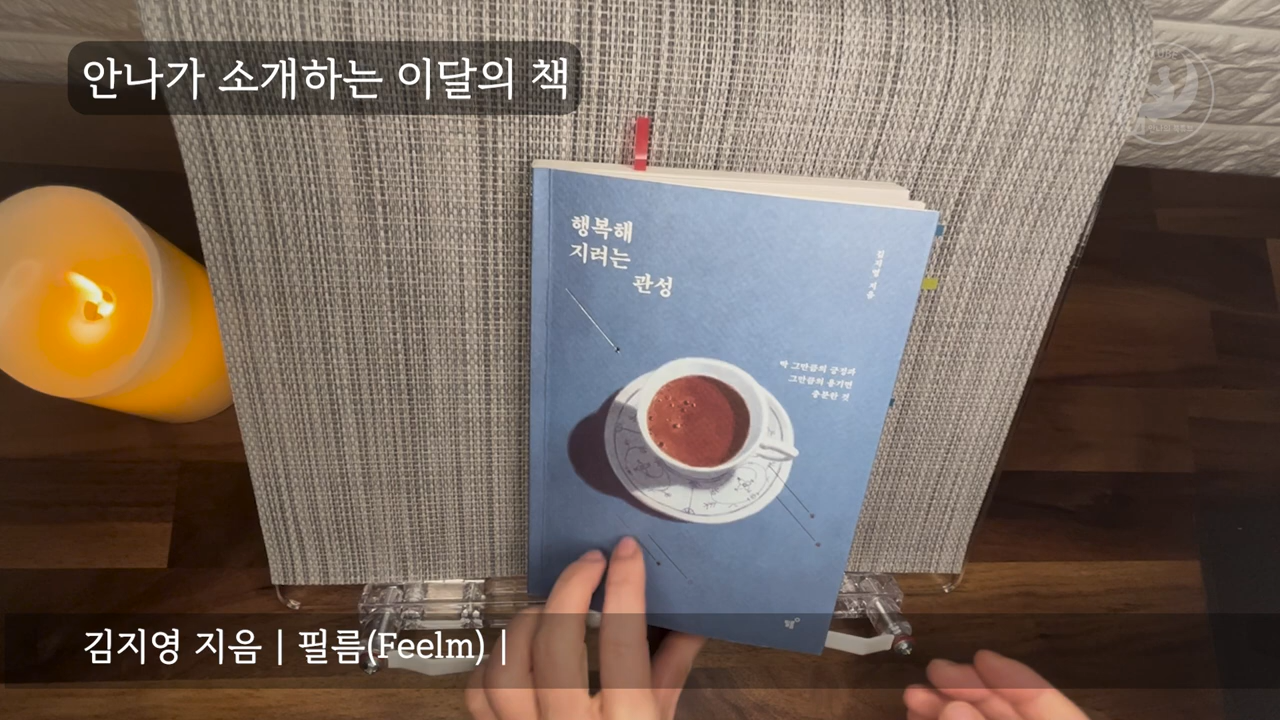 안나가 소개하는 이달의 책
행복해
지려는
관성
김지영 지음
딱 그만큼의 긍정과
그만큼의 용기면
충분한 것
필름
김지영 지음 | 필름(Feelm) |